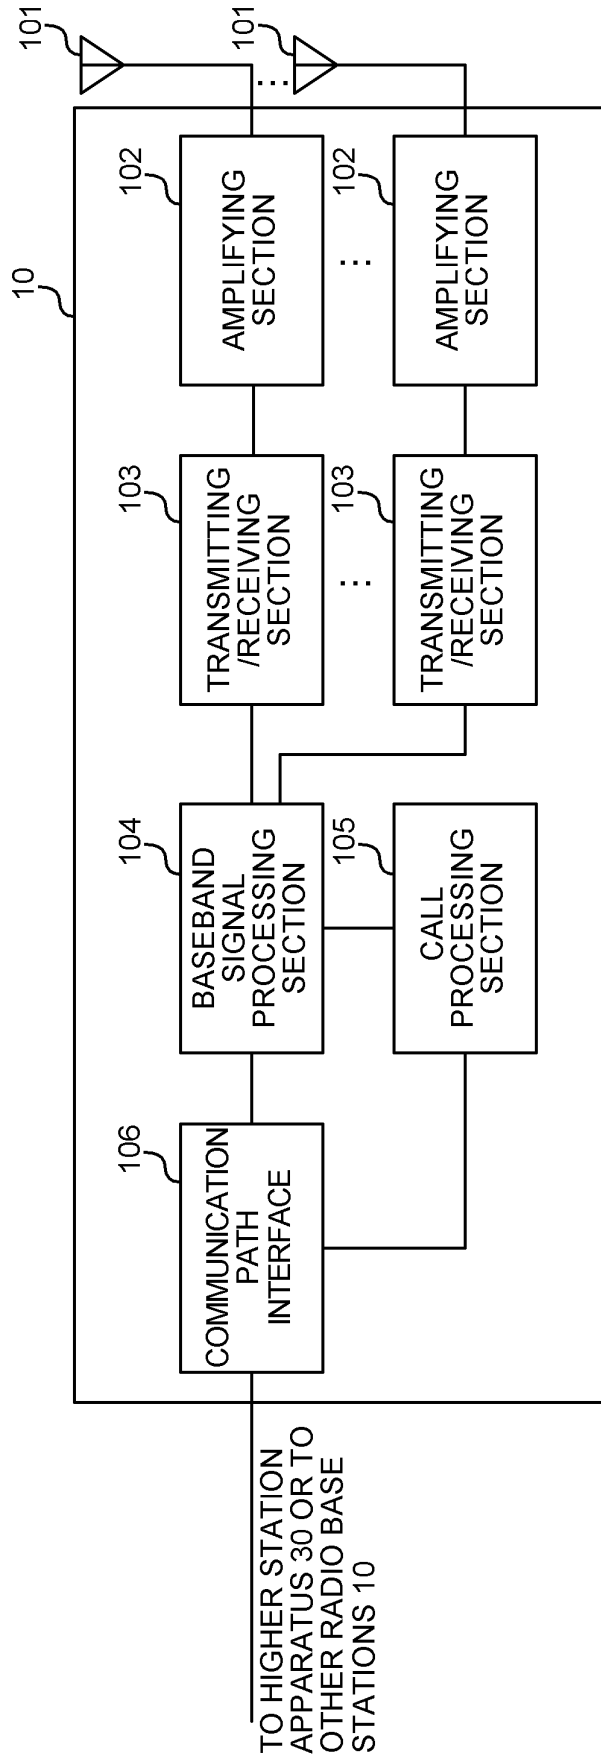 10
101
101
102
AMPLIFYING
SECTION
102
AMPLIFYING
SECTION
...
...
103
TRANSMITTING
/RECEIVING
SECTION
103
TRANSMITTING
/RECEIVING
SECTION
...
104
BASEBAND
SIGNAL
PROCESSING
SECTION
105
CALL
PROCESSING
SECTION
106
COMMUNICATION
PATH
INTERFACE
TO HIGHER STATION
APPARATUS 30 OR TO
OTHER RADIO BASE
STATIONS 10